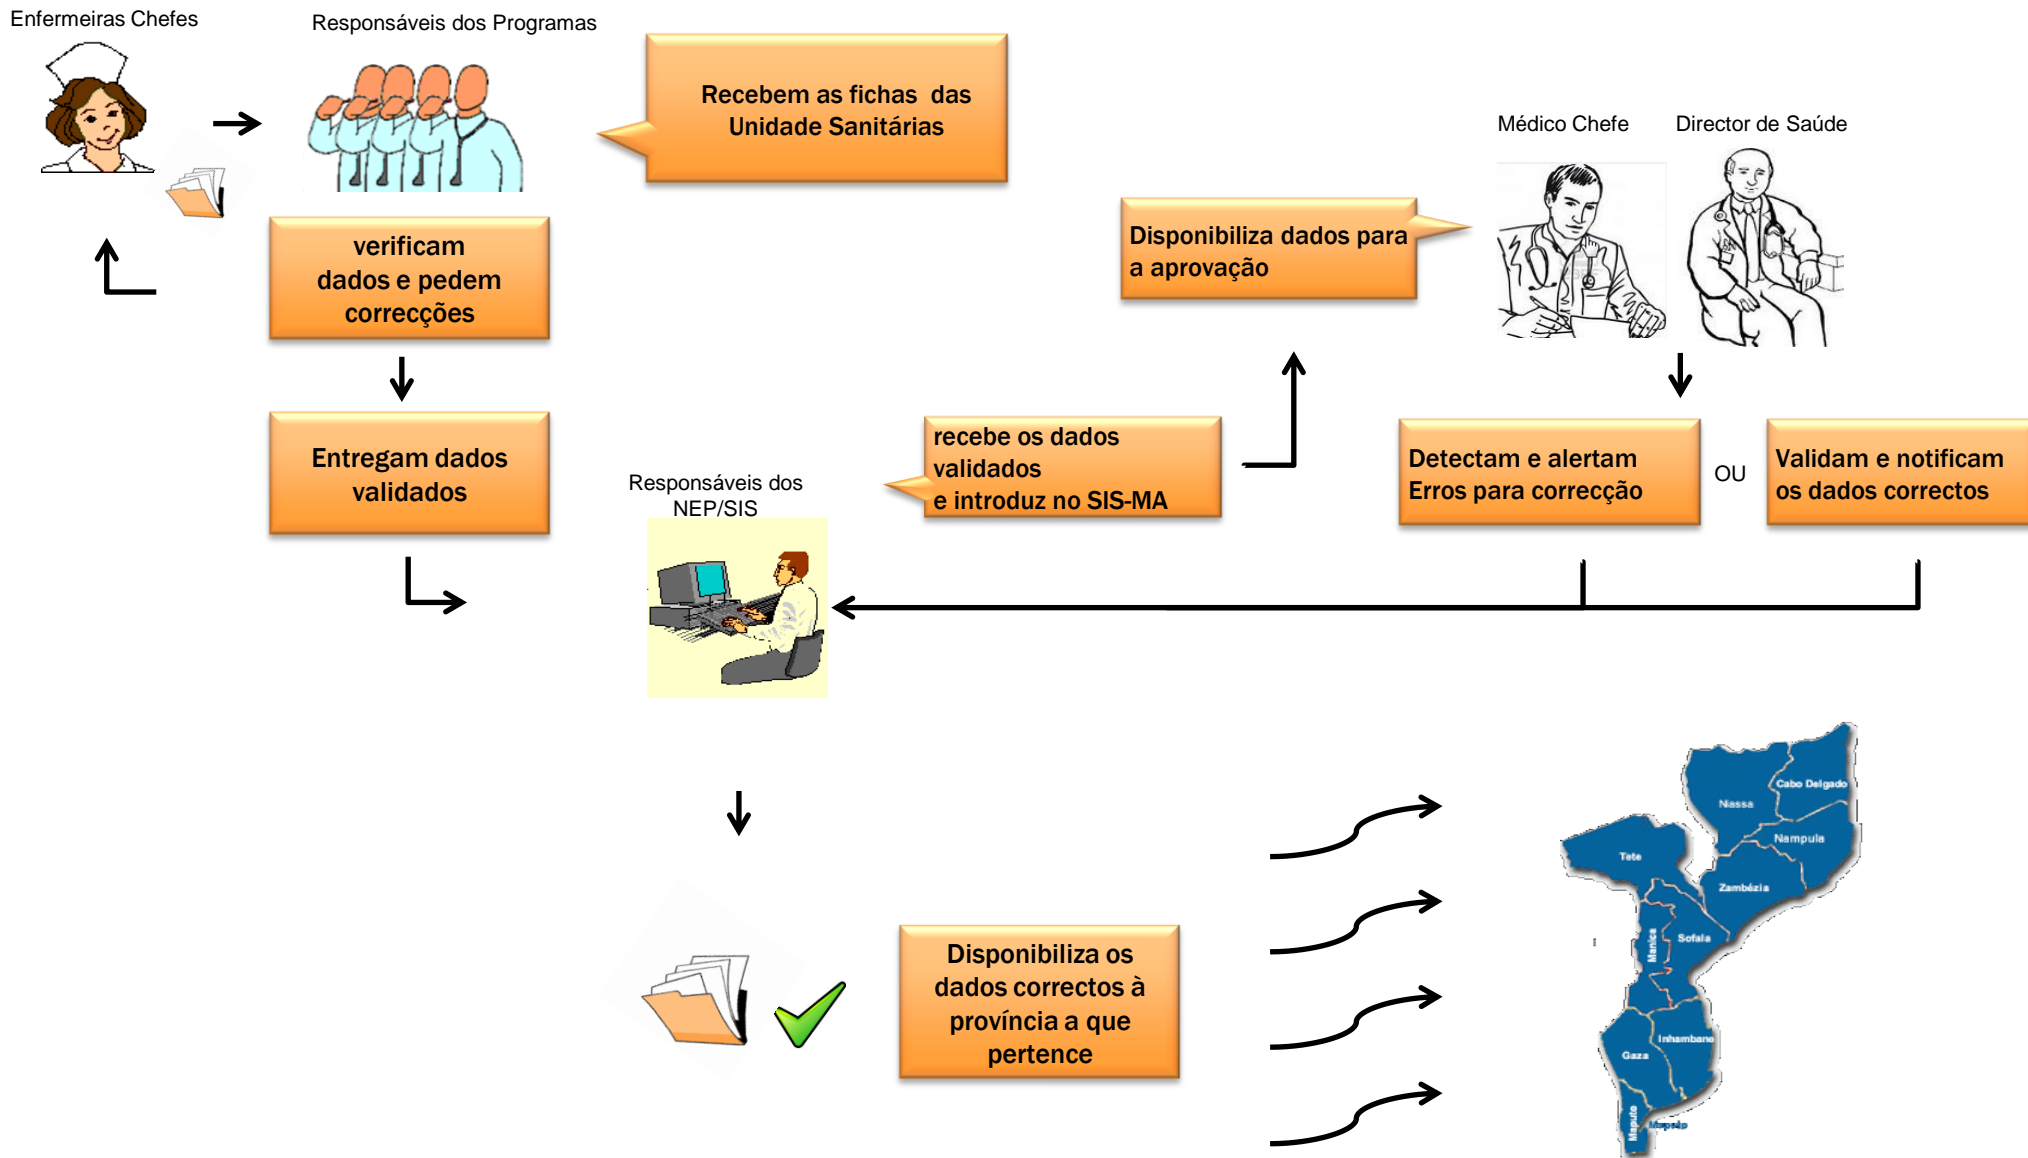 Enfermeiras Chefes
Responsáveis dos Programas
Recebem as fichas das
Unidade Sanitárias
Médico Chefe
Director de Saúde
verificam
dados e pedem
correcções
Disponibiliza dados para
a aprovação
Entregam dados
validados
Responsáveis dos
NEP/SIS
recebe os dados
validados
e introduz no SIS-MA
Detectam e alertam
Erros para correcção
OU
Validam e notificam
os dados correctos
Disponibiliza os
dados correctos à
província a que
pertence
Cabo Delgado
Niassa
Nampula
Tete
Zambézia
Manica
Sofala
Inhambane
Gaza
Maputo
Maputo